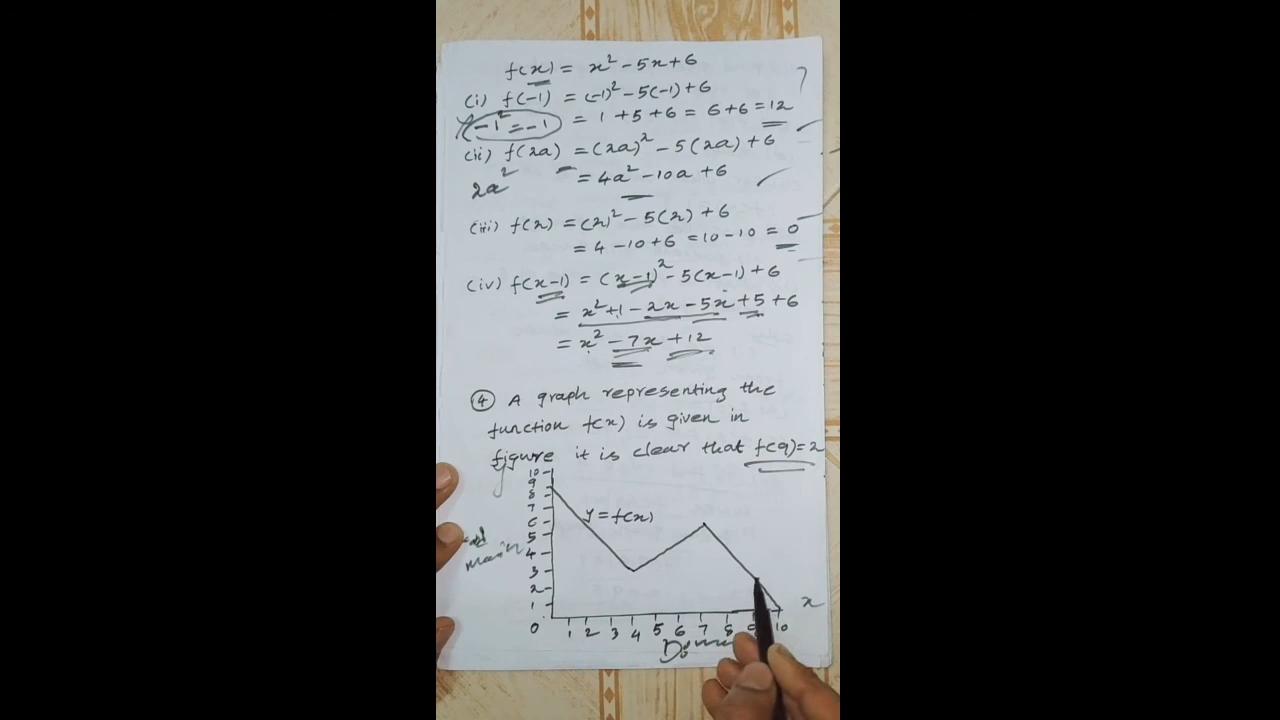 f(x) = x² - 5x + 6
(i) f(-1) = (-1)² - 5(-1) + 6
-1² = -1 = 1 + 5 + 6 = 6 + 6 = 12
(ii) f(2a) = (2a)² - 5(2a) + 6
2a² = 4a² - 10a + 6
(iii) f(2) = (2)² - 5(2) + 6
= 4 - 10 + 6 = 10 - 10 = 0
(iv) f(x-1) = (x-1)² - 5(x-1) + 6
= x² + 1 - 2x - 5x + 5 + 6
= x² - 7x + 12
④ A graph representing the
function f(x) is given in
figure it is clear that f(9)=2
10
9
8
7
6
5
4
3
2
1
y = f(x)
x
0 1 2 3 4 5 6 7 8 9 10